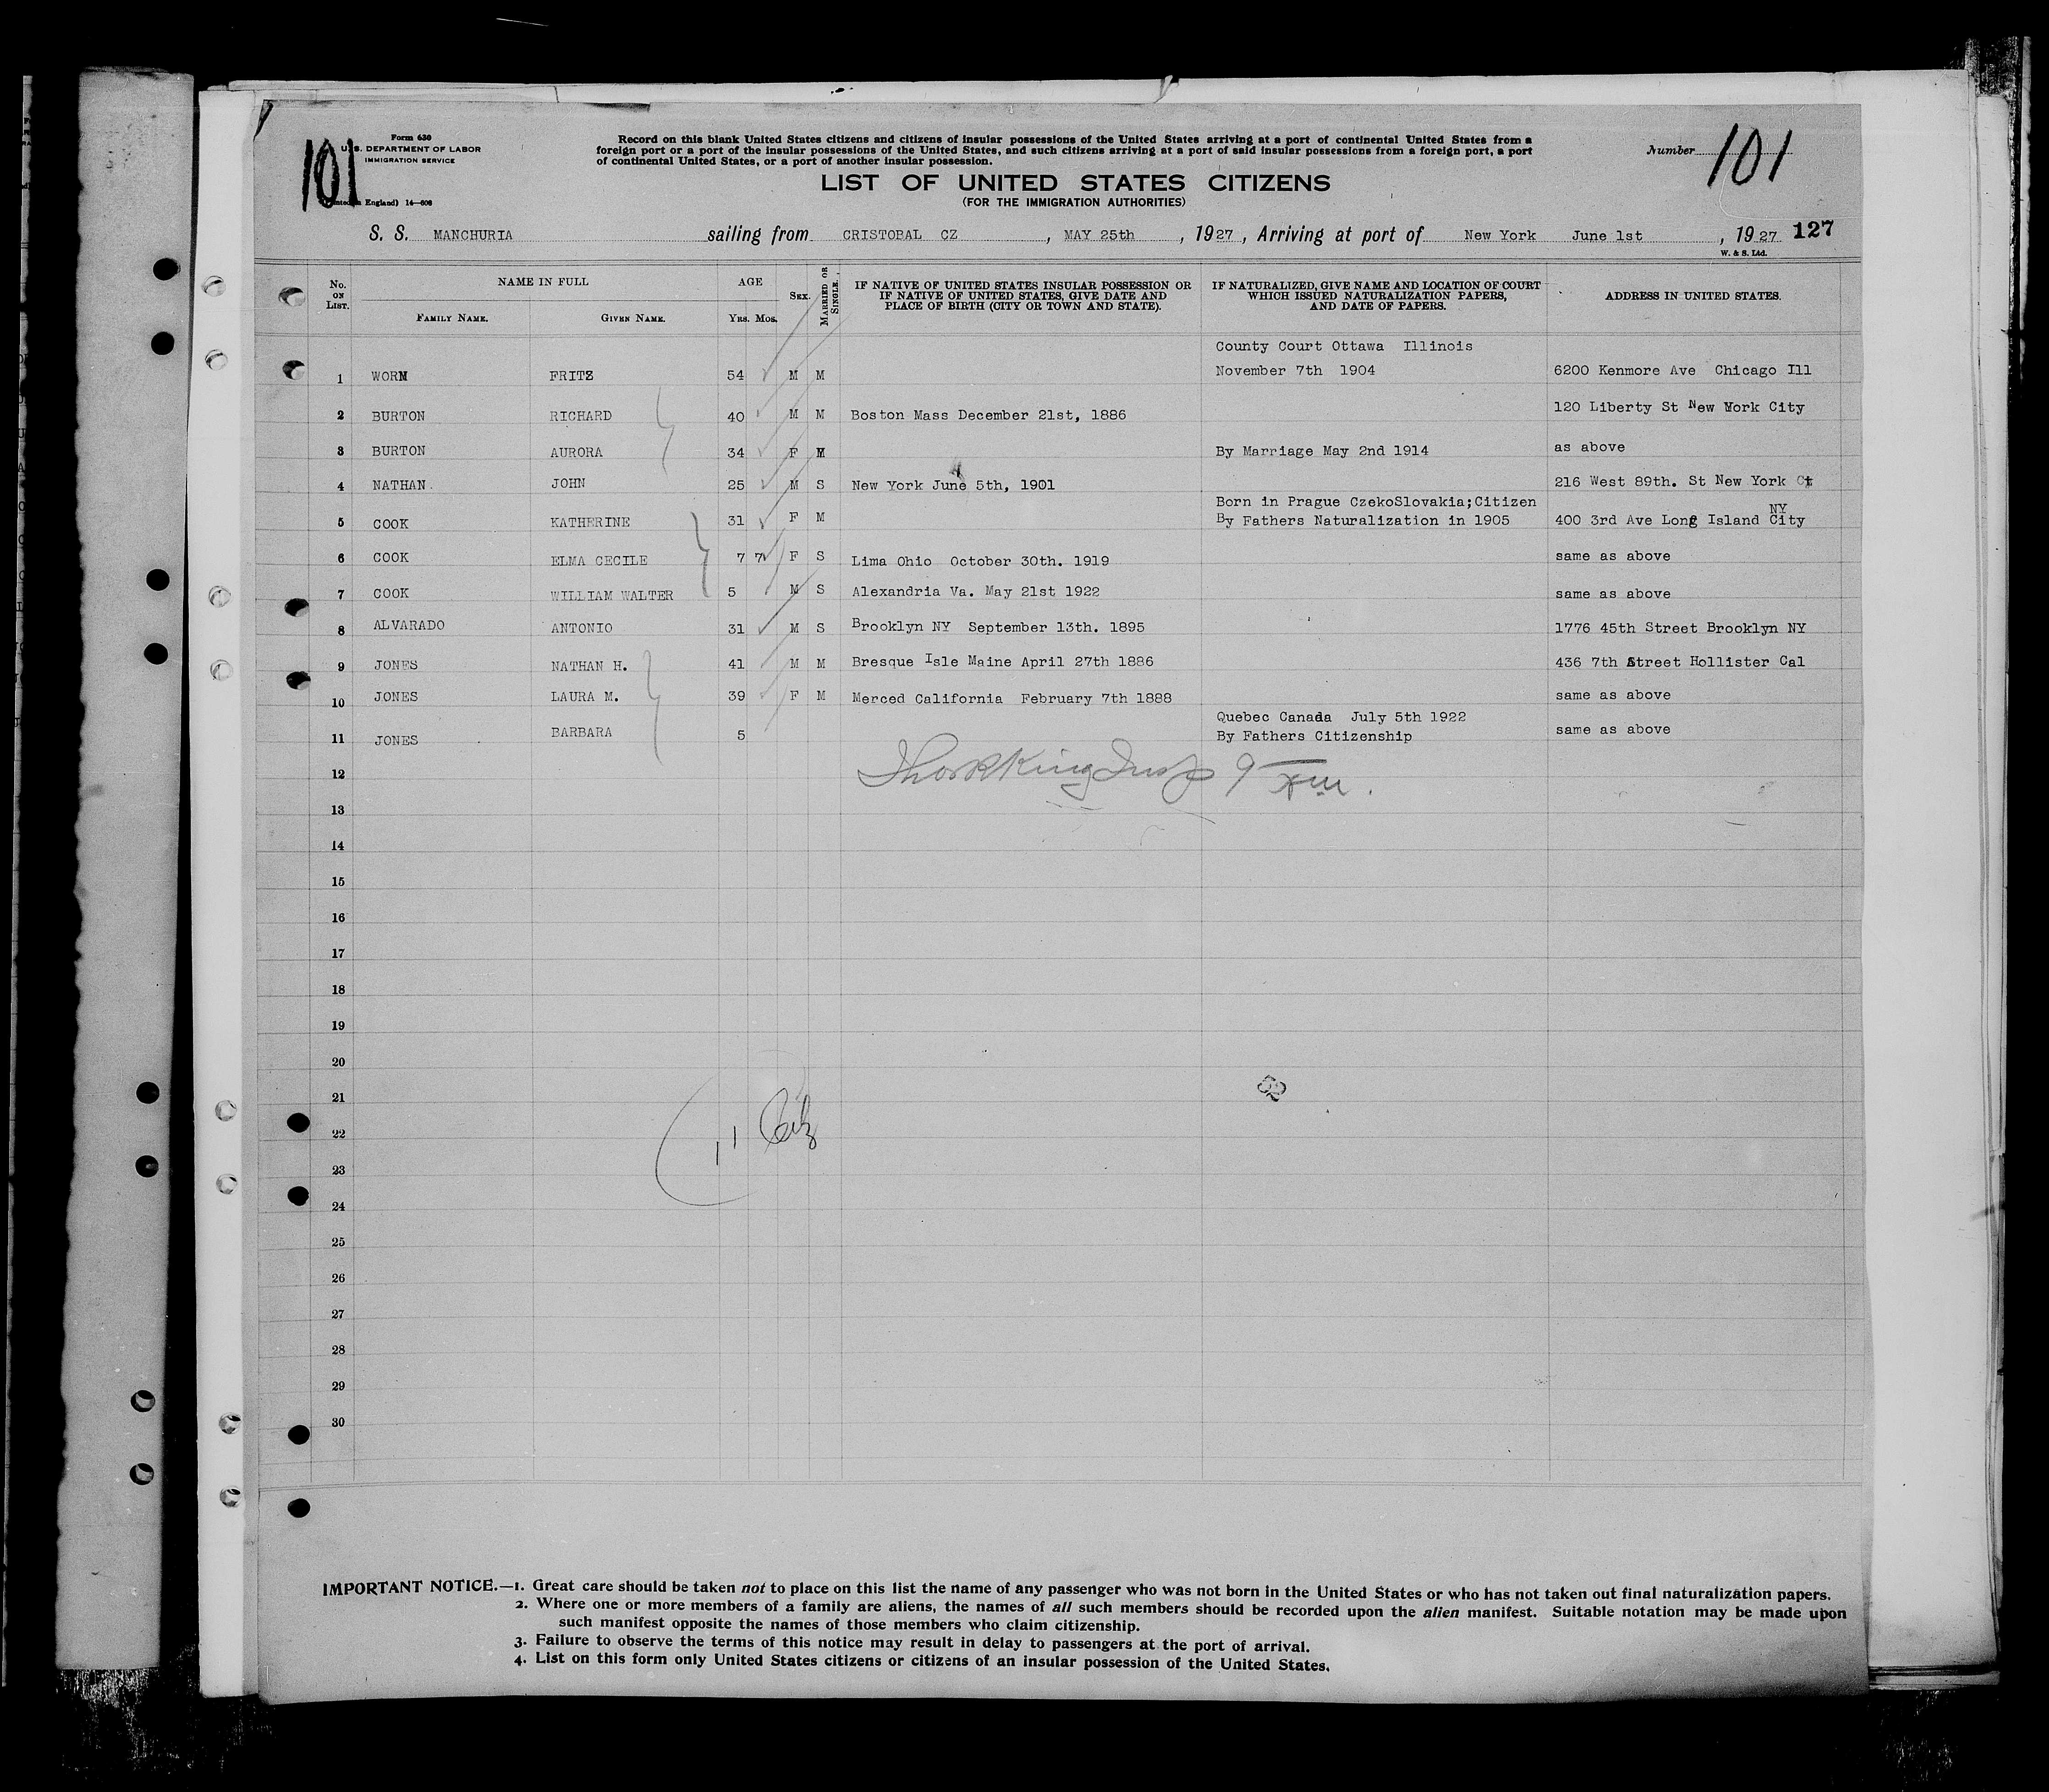 Form 630
U. S. DEPARTMENT OF LABOR
IMMIGRATION SERVICE
England) 14—606
101
Record on this blank United States citizens and citizens of insular possessions of the United States arriving at a port of continental United States from a
foreign port or a port of the insular possessions of the United States, and such citizens arriving at a port of said insular possessions from a foreign port, a port
of continental United States, or a port of another insular possession.
Number 101
LIST OF UNITED STATES CITIZENS
(FOR THE IMMIGRATION AUTHORITIES)
S. S. MANCHURIA sailing from CRISTOBAL CZ, MAY 25th, 1927, Arriving at port of New York June 1st, 1927 127
W. & S. Ltd.
No. ON LIST. NAME IN FULL AGE SEX. MARRIED OR SINGLE. IF NATIVE OF UNITED STATES INSULAR POSSESSION OR IF NATIVE OF UNITED STATES, GIVE DATE AND PLACE OF BIRTH (CITY OR TOWN AND STATE). IF NATURALIZED, GIVE NAME AND LOCATION OF COURT WHICH ISSUED NATURALIZATION PAPERS, AND DATE OF PAPERS. ADDRESS IN UNITED STATES.
FAMILY NAME. GIVEN NAME. Yrs. Mos.
County Court Ottawa Illinois
1 WORN FRITZ 54 M M November 7th 1904 6200 Kenmore Ave Chicago Ill
2 BURTON RICHARD 40 M M Boston Mass December 21st, 1886 120 Liberty St New York City
3 BURTON AURORA 34 F M By Marriage May 2nd 1914 as above
4 NATHAN. JOHN 25 M S New York June 5th, 1901 216 West 89th. St New York Ct
Born in Prague CzekoSlovakia;Citizen
5 COOK KATHERINE 31 F M By Fathers Naturalization in 1905 400 3rd Ave Long Island City NY
6 COOK ELMA CECILE 7 7 F S Lima Ohio October 30th. 1919 same as above
7 COOK WILLIAM WALTER 5 M S Alexandria Va. May 21st 1922 same as above
8 ALVARADO ANTONIO 31 M S Brooklyn NY September 13th. 1895 1776 45th Street Brooklyn NY
9 JONES NATHAN H. 41 M M Bresque Isle Maine April 27th 1886 436 7th Street Hollister Cal
10 JONES LAURA M. 39 F M Merced California February 7th 1888 same as above
Quebec Canada July 5th 1922
11 JONES BARBARA 5 By Fathers Citizenship same as above
12 King Insp
13
14
15
16
17
18
19
20
21
22 11 Citz
23
24
25
26
27
28
29
30
IMPORTANT NOTICE.—1. Great care should be taken not to place on this list the name of any passenger who was not born in the United States or who has not taken out final naturalization papers.
2. Where one or more members of a family are aliens, the names of all such members should be recorded upon the alien manifest. Suitable notation may be made upon
such manifest opposite the names of those members who claim citizenship.
3. Failure to observe the terms of this notice may result in delay to passengers at the port of arrival.
4. List on this form only United States citizens or citizens of an insular possession of the United States.